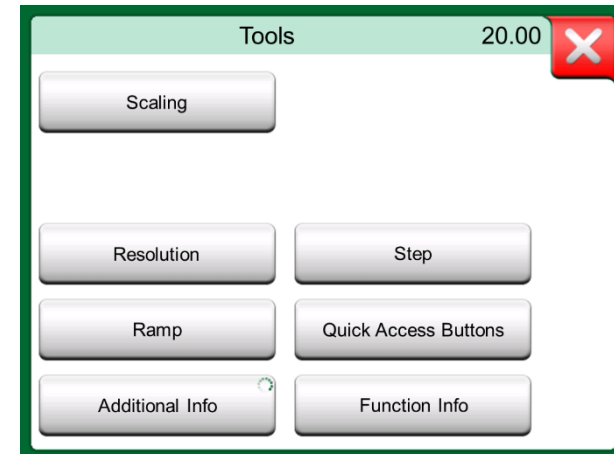 Tools 20.00
Scaling
Resolution Step
Ramp Quick Access Buttons
Additional Info Function Info